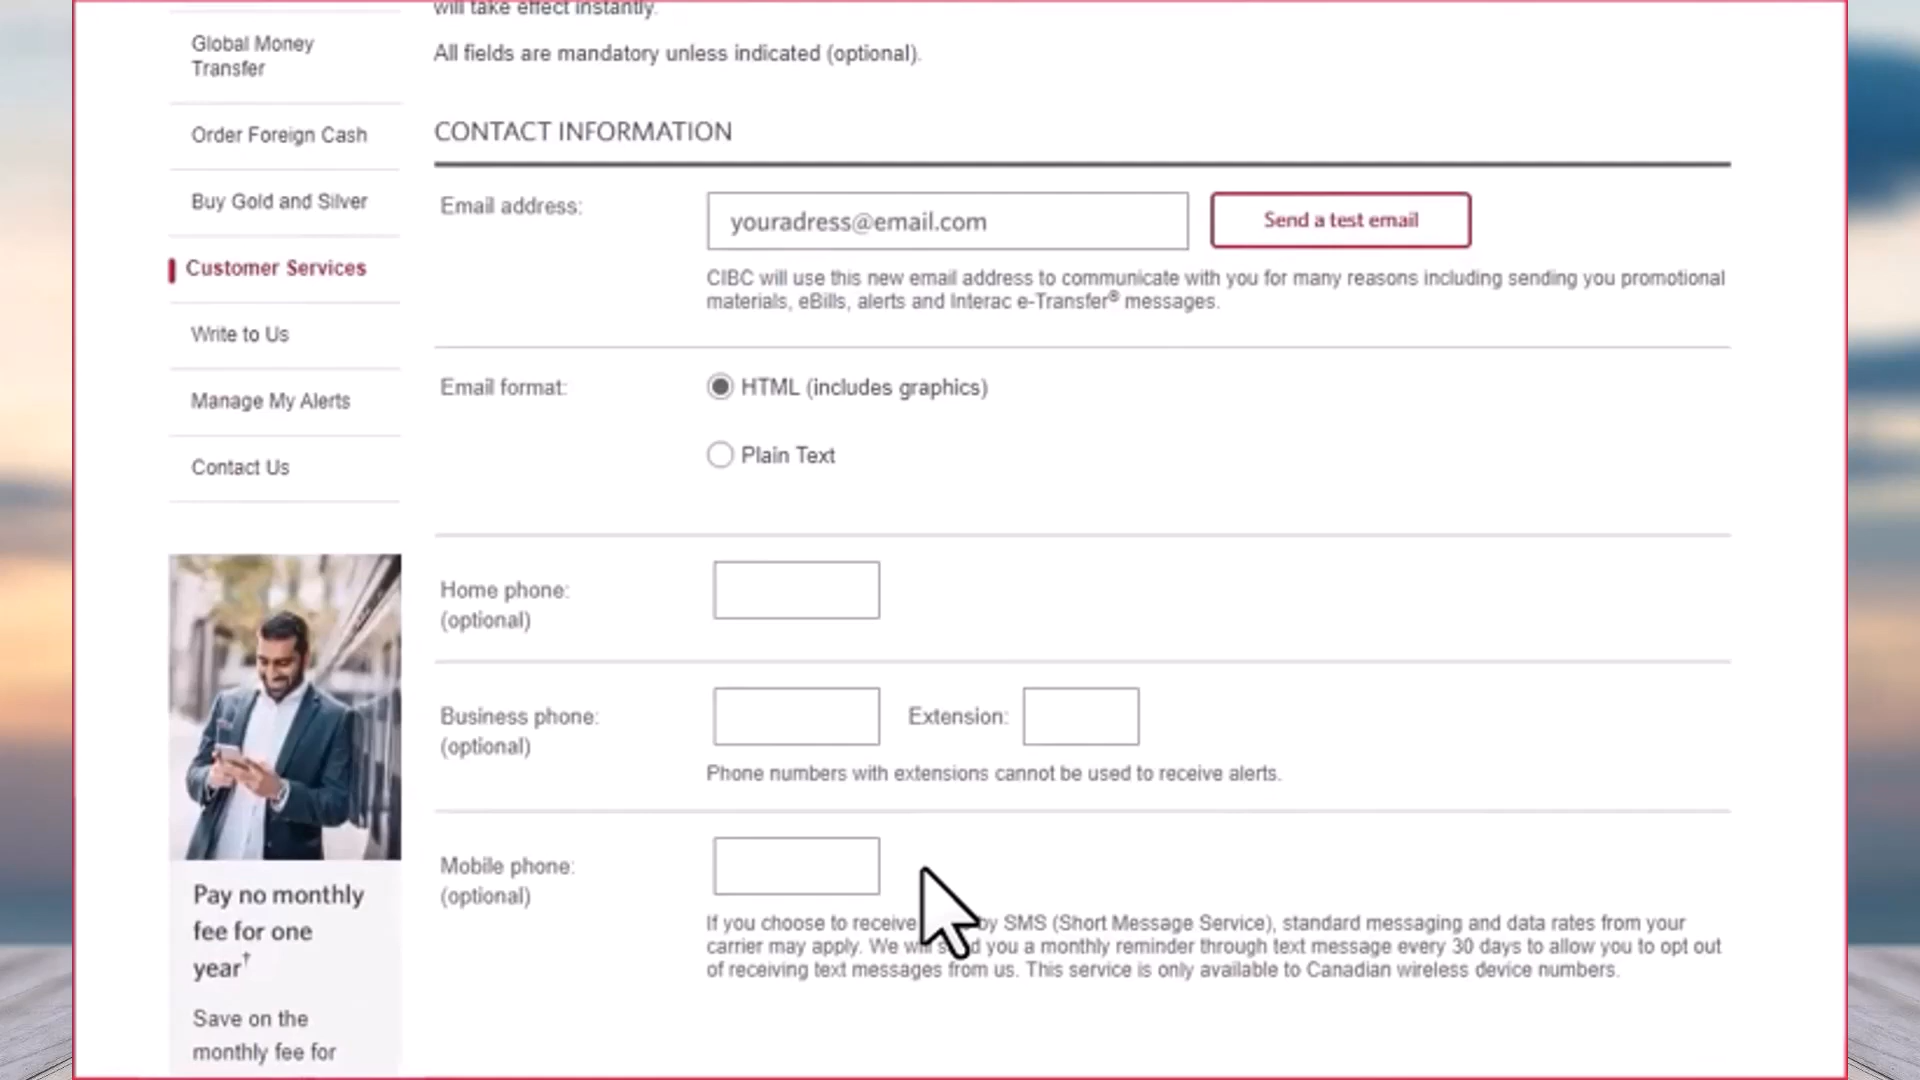 will take effect instantly.
All fields are mandatory unless indicated (optional).
Global Money
Transfer
Order Foreign Cash
Buy Gold and Silver
Customer Services
Write to Us
Manage My Alerts
Contact Us
Pay no monthly
fee for one
year†
Save on the
monthly fee for
CONTACT INFORMATION
Email address:
youradress@email.com
Send a test email
CIBC will use this new email address to communicate with you for many reasons including sending you promotional
materials, eBills, alerts and Interac e-Transfer® messages.
Email format:
HTML (includes graphics)
Plain Text
Home phone:
(optional)
Business phone:
(optional)
Extension:
Phone numbers with extensions cannot be used to receive alerts.
Mobile phone:
(optional)
If you choose to receive by SMS (Short Message Service), standard messaging and data rates from your
carrier may apply. We you a monthly reminder through text message every 30 days to allow you to opt out
of receiving text messages from us. This service is only available to Canadian wireless device numbers.